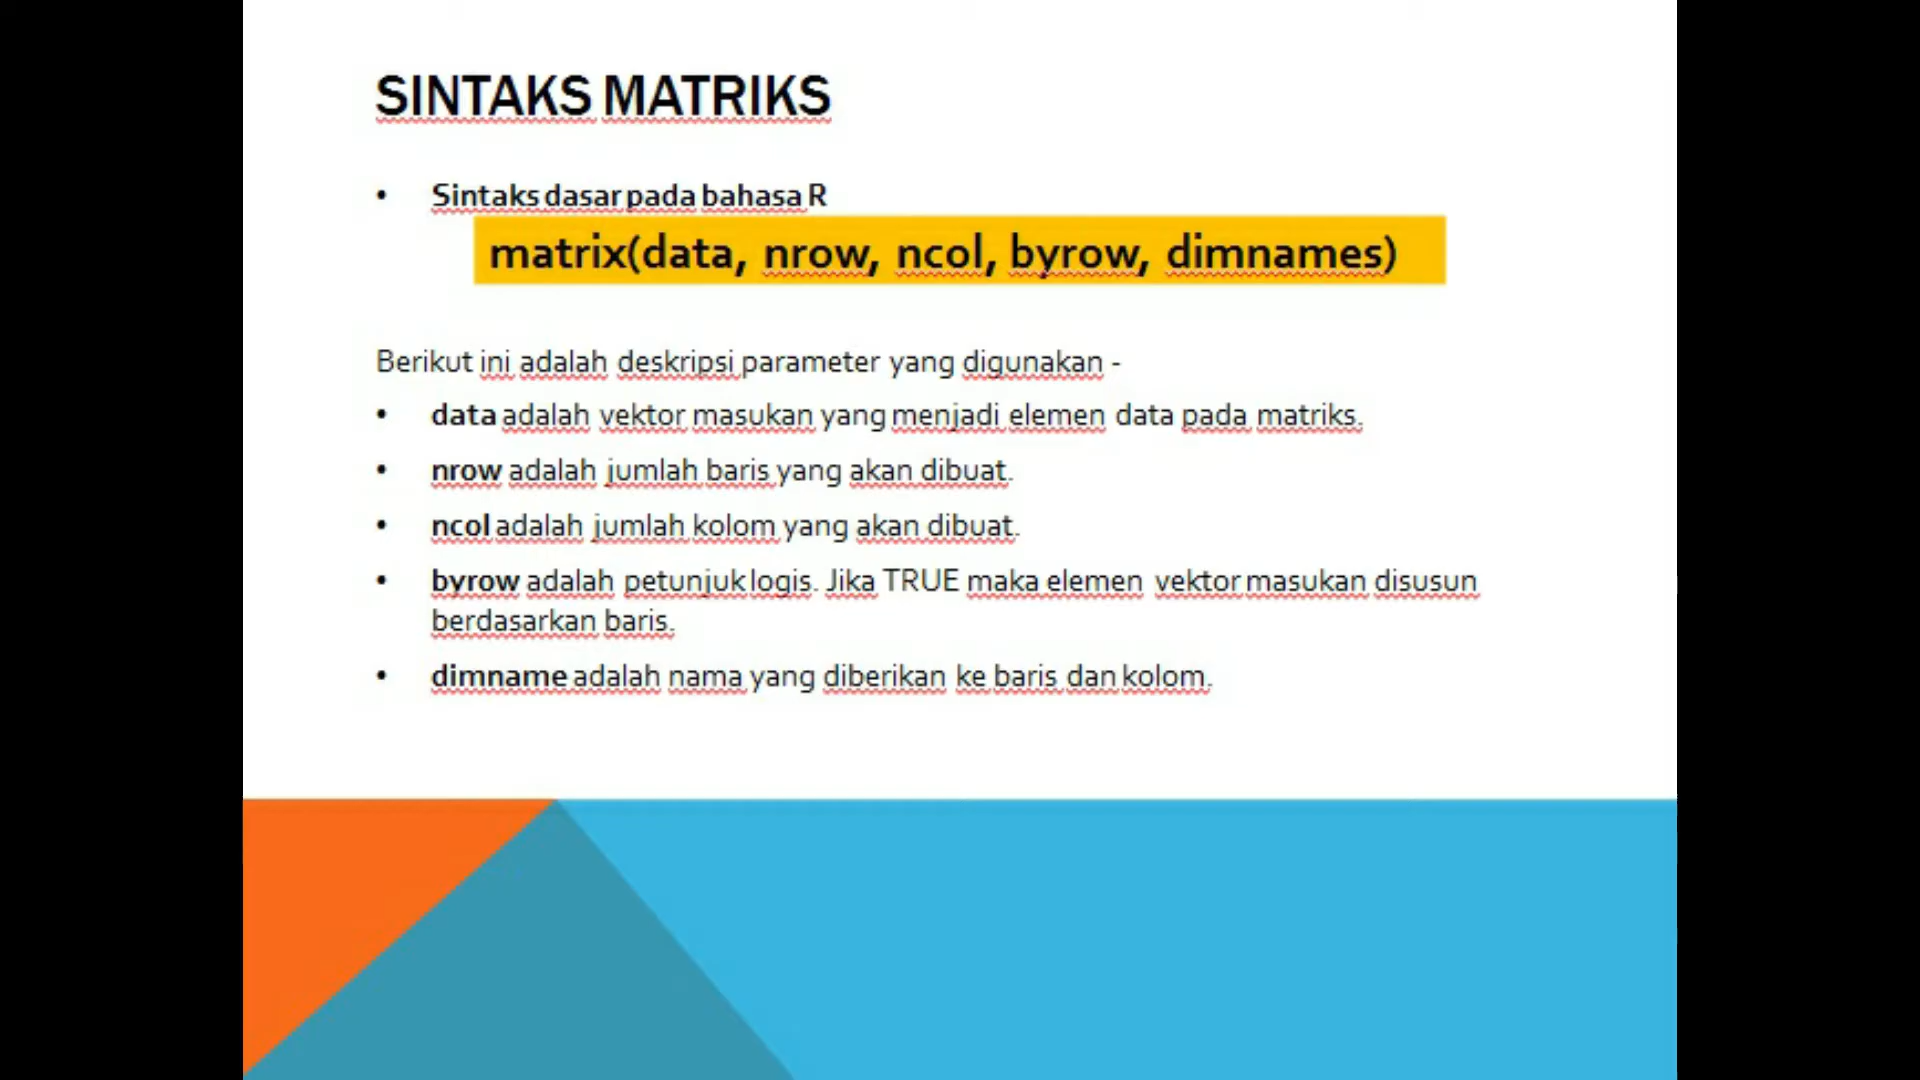 SINTAKS MATRIKS
• Sintaks dasar pada bahasa R
matrix(data, nrow, ncol, byrow, dimnames)
Berikut ini adalah deskripsi parameter yang digunakan -
• data adalah vektor masukan yang menjadi elemen data pada matriks.
• nrow adalah jumlah baris yang akan dibuat.
• ncol adalah jumlah kolom yang akan dibuat.
• byrow adalah petunjuk logis. Jika TRUE maka elemen vektor masukan disusun
berdasarkan baris.
• dimname adalah nama yang diberikan ke baris dan kolom.